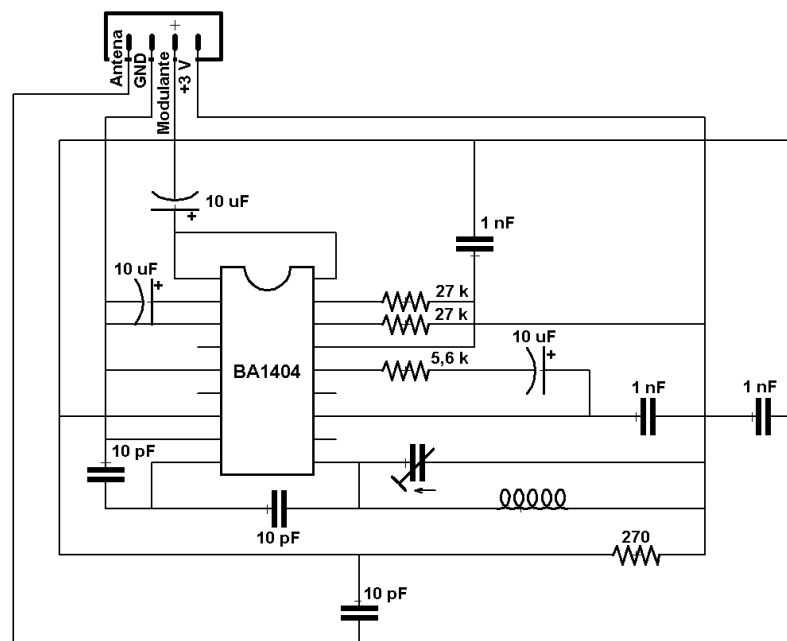 Antena
GND
Modulante
+3 V
10 uF
+
1 nF
10 uF
+
27 k
27 k
10 uF
+
5,6 k
BA1404
1 nF
1 nF
10 pF
10 pF
270
10 pF